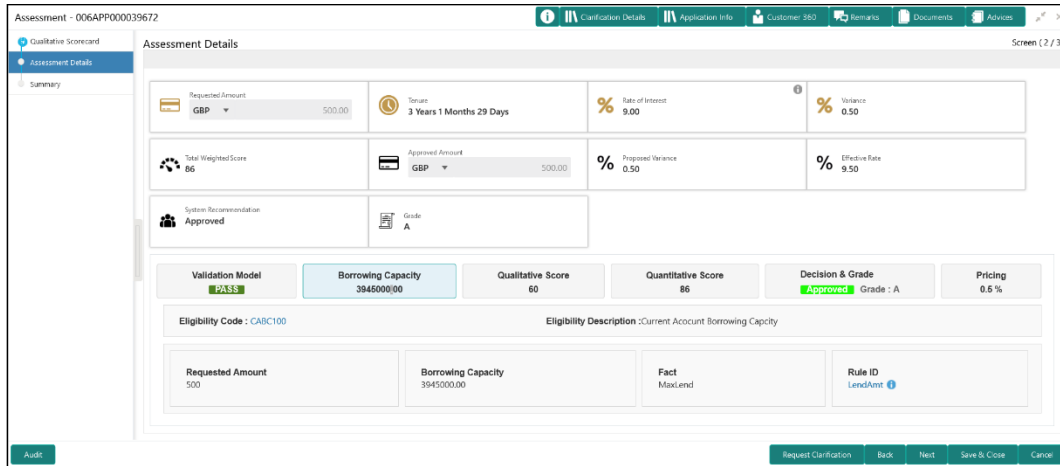 Assessment - 006APP000039672
Clarification Details
Application Info
Customer 360
Remarks
Documents
Advices
Qualitative Scorecard
Assessment Details
Summary
Assessment Details
Screen ( 2 / 3
Requested Amount
GBP 500.00
Tenure
3 Years 1 Months 29 Days
Rate of Interest
9.00
Variance
0.50
Total Weighted Score
86
Approved Amount
GBP 500.00
Proposed Variance
0.50
Effective Rate
9.50
System Recommendation
Approved
Grade
A
Validation Model
PASS
Borrowing Capacity
3945000.00
Qualitative Score
60
Quantitative Score
86
Decision & Grade
Approved Grade : A
Pricing
0.5 %
Eligibility Code : CABC100
Eligibility Description :Current Acocunt Borrowing Capcity
Requested Amount
500
Borrowing Capacity
3945000.00
Fact
MaxLend
Rule ID
LendAmt
Audit
Request Clarification
Back
Next
Save & Close
Cancel